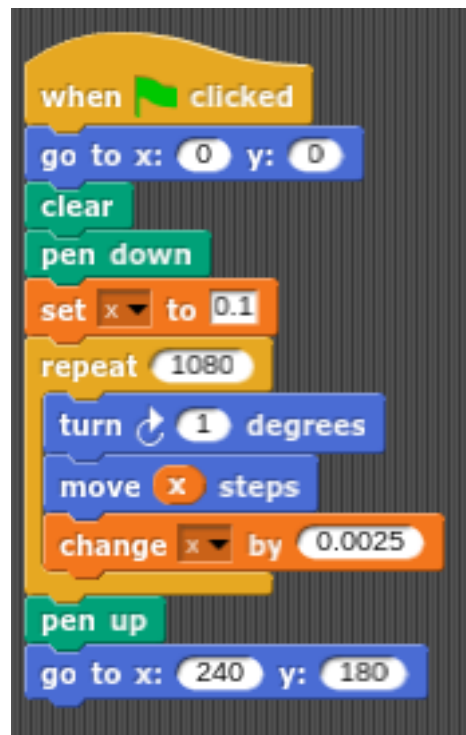 when clicked
go to x: 0 y: 0
clear
pen down
set x to 0.1
repeat 1080
turn 1 degrees
move x steps
change x by 0.0025
pen up
go to x: 240 y: 180